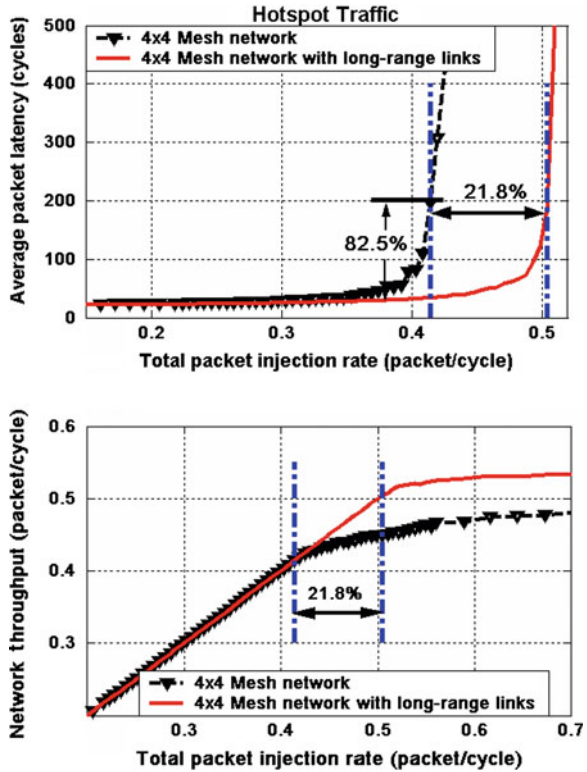 Hotspot Traffic
500
400
300
200
100
0
Average packet latency (cycles)
4x4 Mesh network
4x4 Mesh network with long-range links
21.8%
82.5%
0.2 0.3 0.4 0.5
Total packet injection rate (packet/cycle)
0.6
0.5
0.4
0.3
Network throughput (packet/cycle)
21.8%
4x4 Mesh network
4x4 Mesh network with long-range links
0.3 0.4 0.5 0.6 0.7
Total packet injection rate (packet/cycle)